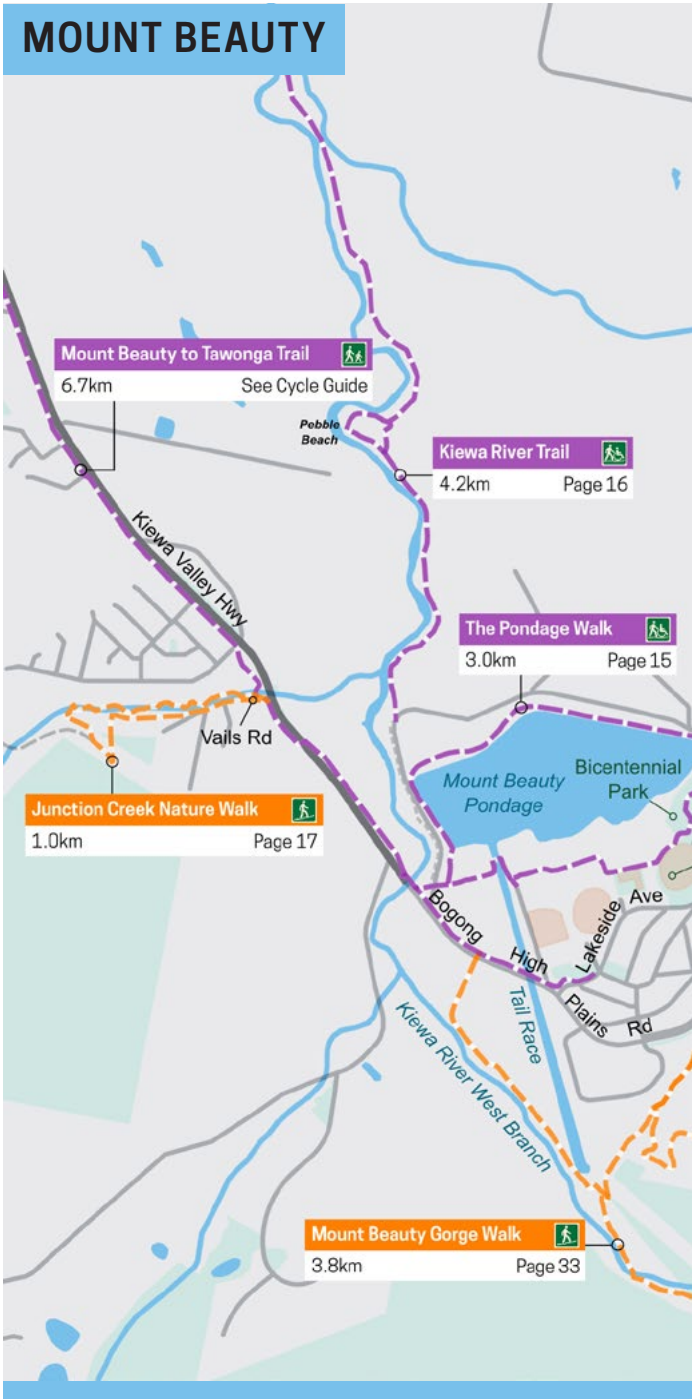 MOUNT BEAUTY
Mount Beauty to Tawonga Trail
6.7km See Cycle Guide
Pebble
Beach
Kiewa River Trail
4.2km Page 16
Kiewa Valley Hwy
The Pondage Walk
3.0km Page 15
Vails Rd
Mount Beauty
Pondage
Bicentennial
Park
Junction Creek Nature Walk
1.0km Page 17
Lakeside Ave
Bogong High Plains Rd
Tail Race
Kiewa River West Branch
Mount Beauty Gorge Walk
3.8km Page 33